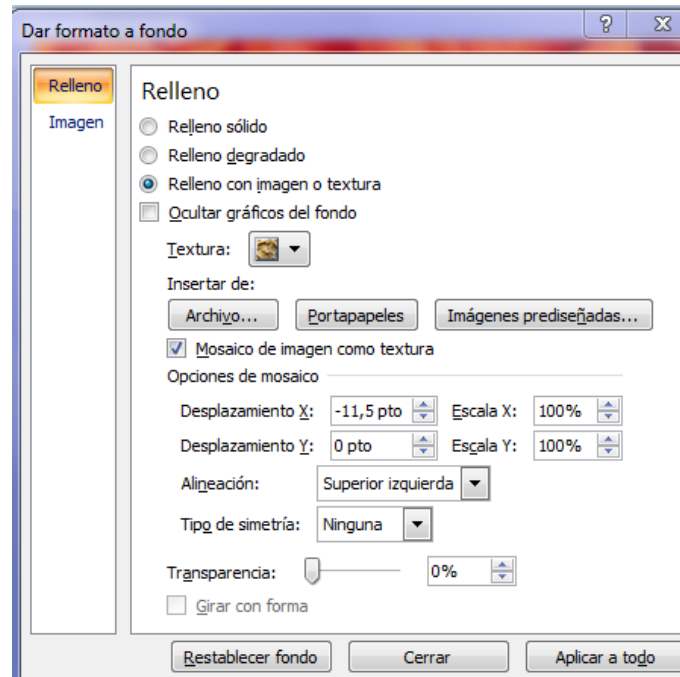 Dar formato a fondo
Relleno
Imagen
Relleno
Relleno sólido
Relleno degradado
Relleno con imagen o textura
Ocultar gráficos del fondo
Textura:
Insertar de:
Archivo... Portapapeles Imágenes prediseñadas...
Mosaico de imagen como textura
Opciones de mosaico
Desplazamiento X: -11,5 pto Escala X: 100%
Desplazamiento Y: 0 pto Escala Y: 100%
Alineación: Superior izquierda
Tipo de simetría: Ninguna
Transparencia: 0%
Girar con forma
Restablecer fondo Cerrar Aplicar a todo